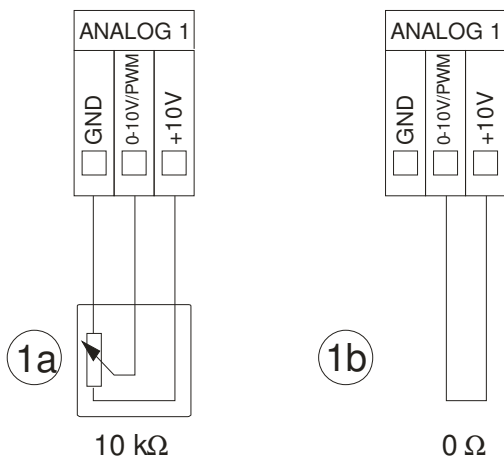 ANALOG 1
GND
0-10V/PWM
+10V
1a
10 kΩ
ANALOG 1
GND
0-10V/PWM
+10V
1b
0 Ω